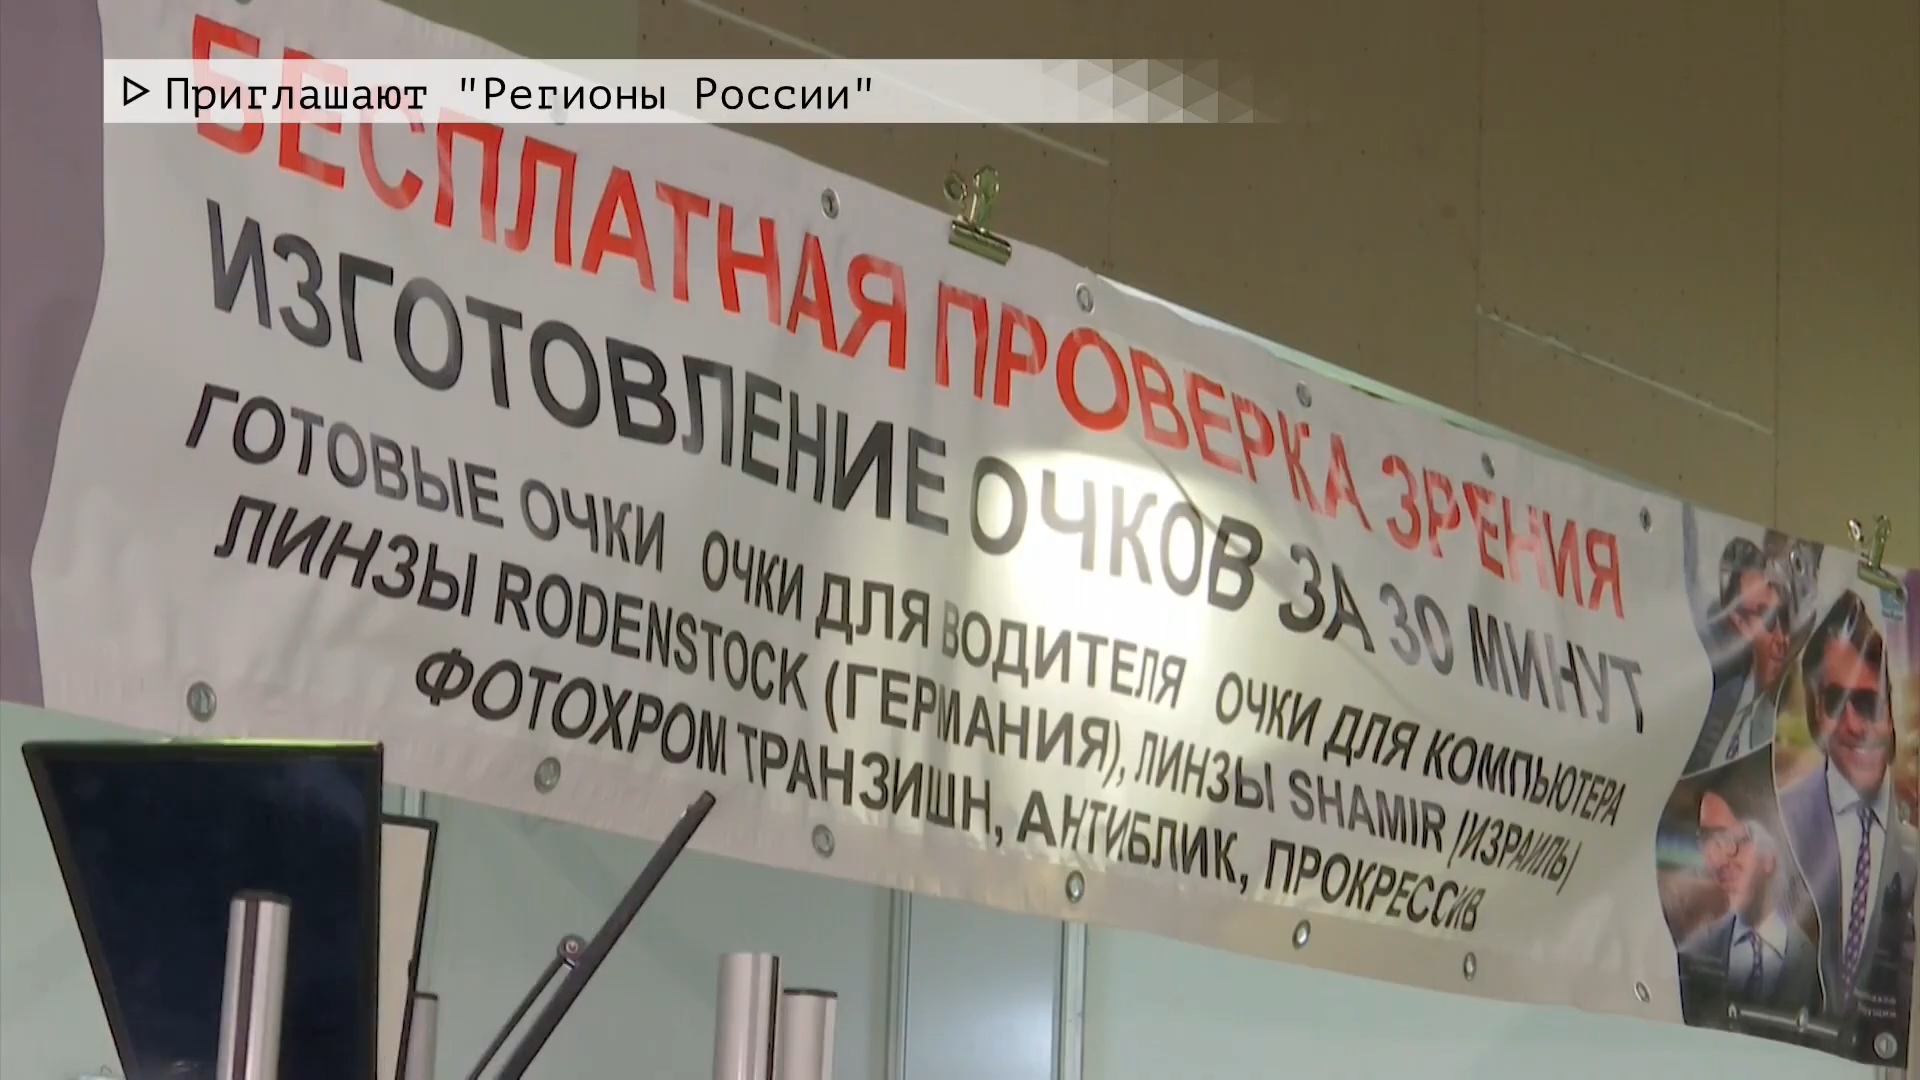 Приглашают "Регионы России"
БЕСПЛАТНАЯ ПРОВЕРКА ЗРЕНИЯ
ИЗГОТОВЛЕНИЕ ОЧКОВ ЗА 30 МИНУТ
ГОТОВЫЕ ОЧКИ ОЧКИ ДЛЯ ВОДИТЕЛЯ ОЧКИ ДЛЯ КОМПЬЮТЕРА
ЛИНЗЫ RODENSTOCK (ГЕРМАНИЯ), ЛИНЗЫ SHAMIR (ИЗРАИЛЬ)
ФОТОХРОМ ТРАНЗИШН, АНТИБЛИК, ПРОКРЕССИВ